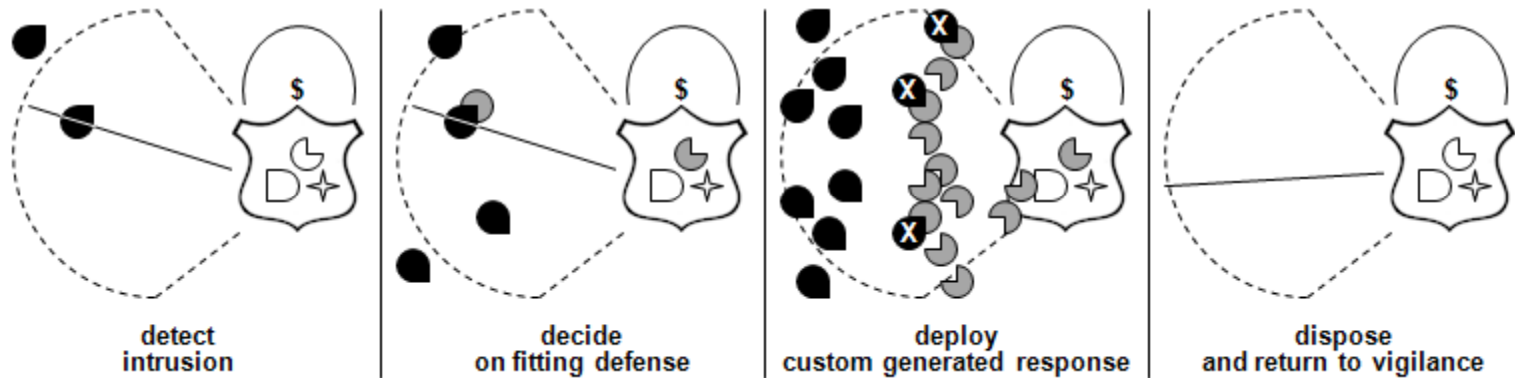 $
detect
intrusion
$
decide
on fitting defense
X
X
X
$
deploy
custom generated response
$
dispose
and return to vigilance